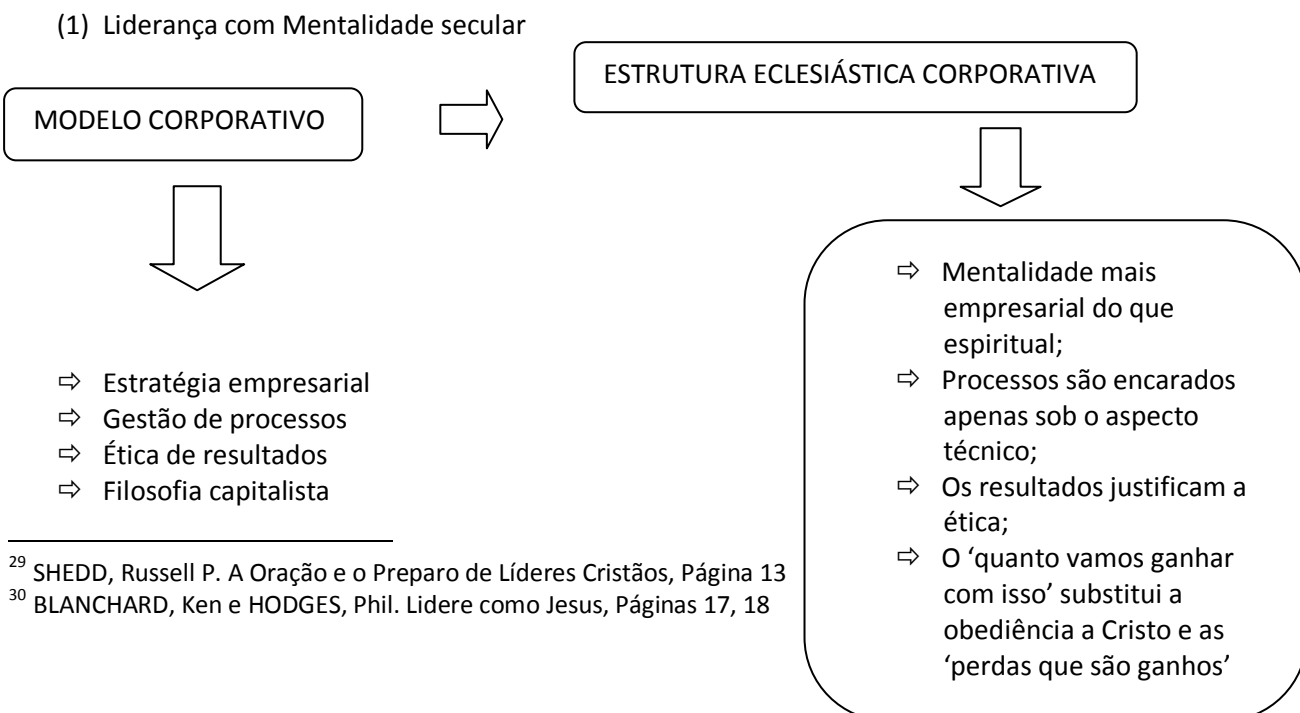 (1) Liderança com Mentalidade secular
ESTRUTURA ECLESIÁSTICA CORPORATIVA
MODELO CORPORATIVO
⇨ Estratégia empresarial
⇨ Gestão de processos
⇨ Ética de resultados
⇨ Filosofia capitalista
⇨ Mentalidade mais
empresarial do que
espiritual;
⇨ Processos são encarados
apenas sob o aspecto
técnico;
⇨ Os resultados justificam a
ética;
⇨ O ‘quanto vamos ganhar
com isso’ substitui a
obediência a Cristo e as
‘perdas que são ganhos’
29 SHEDD, Russell P. A Oração e o Preparo de Líderes Cristãos, Página 13
30 BLANCHARD, Ken e HODGES, Phil. Lidere como Jesus, Páginas 17, 18